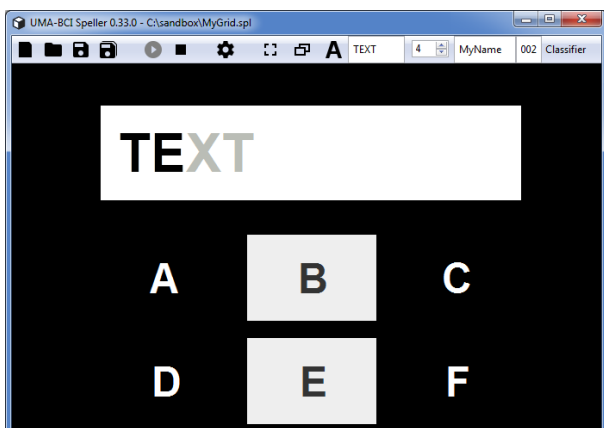 UMA-BCI Speller 0.33.0 - C:\sandbox\MyGrid.spl
A TEXT 4 MyName 002 Classifier
TEXT
A B C
D E F